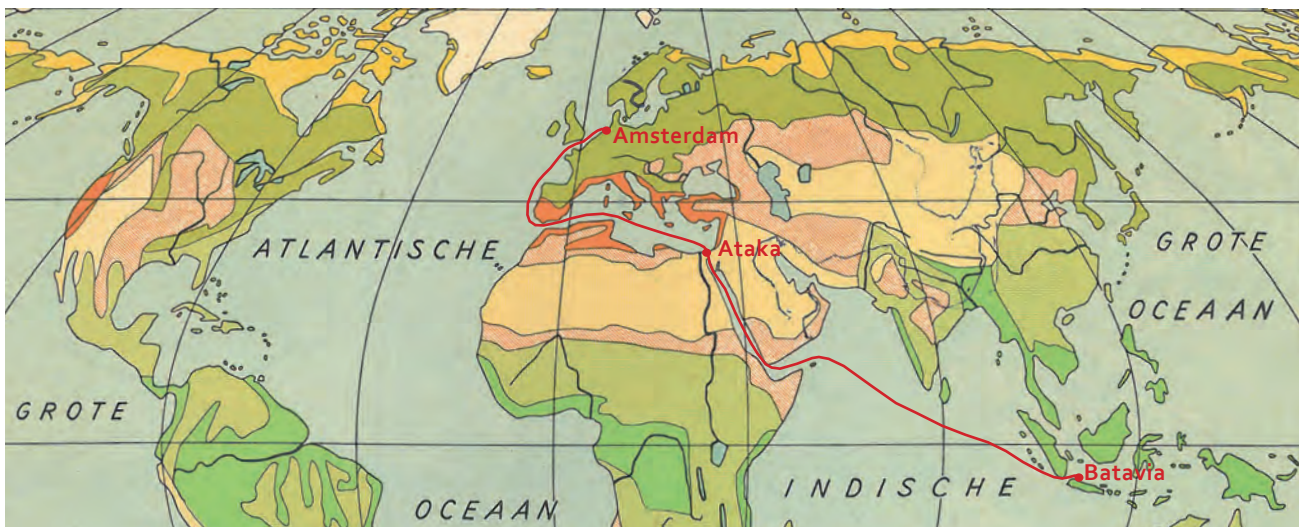 Amsterdam
ATLANTISCHE
Ataka
GROTE
OCEAAN
GROTE
Batavia
INDISCHE
OCEAAN